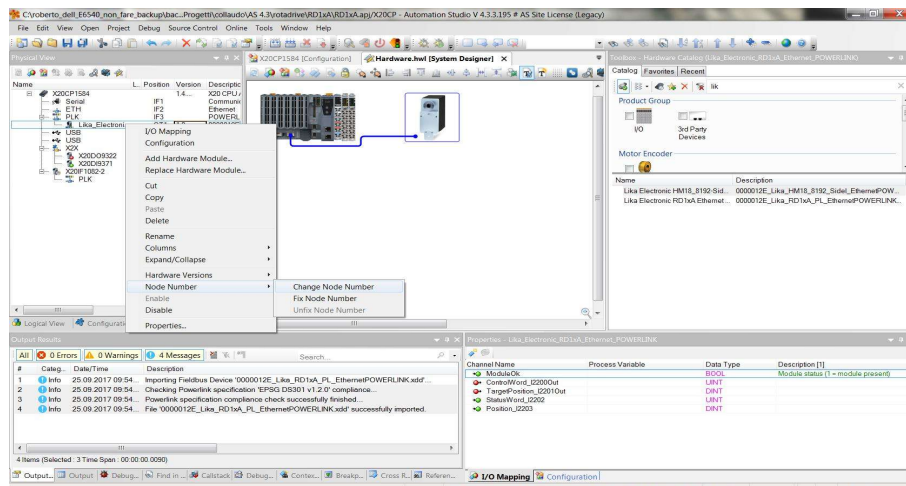 C:\roberto_dell_E6540_non_fare_backup\bac...Progetti\collaudo\AS 4.3\rotadrive\RD1xA\RD1xA.apj/X20CP - Automation Studio V 4.3.3.195 # AS Site License (Legacy)
File Edit View Open Project Debug Source Control Online Tools Window Help
Physical View
X20CP1584 [Configuration] Hardware.hwl [System Designer]
Toolbox - Hardware Catalog (Lika_Electronic_RD1xA_Ethernet_POWERLINK)
Catalog Favorites Recent
lik
Name L.. Position Version Descriptic
X20CP1584 1.4.... X20 CPU
Serial IF1 Communi
ETH IF2 Ethernet
PLK IF3 POWERL
Lika_Electroni
USB
USB
X2X
X20DO9322
X20DI9371
X20IF1082-2
PLK
I/O Mapping
Configuration
Add Hardware Module...
Replace Hardware Module...
Cut
Copy
Paste
Delete
Rename
Columns
Expand/Collapse
Hardware Versions
Node Number
Enable
Disable
Properties...
Change Node Number
Fix Node Number
Unfix Node Number
Product Group
I/O
3rd Party Devices
Motor Encoder
Name Description
Lika Electronic HM18_8192-Sid... 0000012E_Lika_HM18_8192_Sidel_EthernetPOW...
Lika Electronic RD1xA Ethernet ... 0000012E_Lika_RD1xA_PL_EthernetPOWERLINK...
Logical View Configurati
Output Results
All 0 Errors 0 Warnings 4 Messages Search...
# Categ... Date/Time Description
1 Info 25.09.2017 09:54... Importing Fieldbus Device '0000012E_Lika_RD1xA_PL_EthernetPOWERLINK.xdd'...
2 Info 25.09.2017 09:54... Checking Powerlink specification 'EPSG DS301 v1.2.0' compliance...
3 Info 25.09.2017 09:54... Powerlink specification compliance check successfully finished...
4 Info 25.09.2017 09:54... File '0000012E_Lika_RD1xA_PL_EthernetPOWERLINK.xdd' successfully imported.
4 Items (Selected : 3 Time Span : 00:00:00.0090)
Output... Output Debug... Find in ... Callstack Debug... Contex... Breakp... Cross R... Referen...
Properties - Lika_Electronic_RD1xA_Ethernet_POWERLINK
Channel Name Process Variable Data Type Description [1]
ModuleOk BOOL Module status (1 = module present)
ControlWord_I2200Out UINT
TargetPosition_I2201Out DINT
StatusWord_I2202 UINT
Position_I2203 DINT
I/O Mapping Configuration